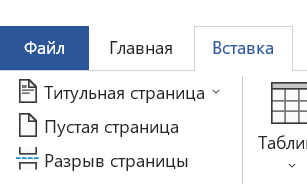 Файл Главная Вставка
Титульная страница
Пустая страница
Разрыв страницы